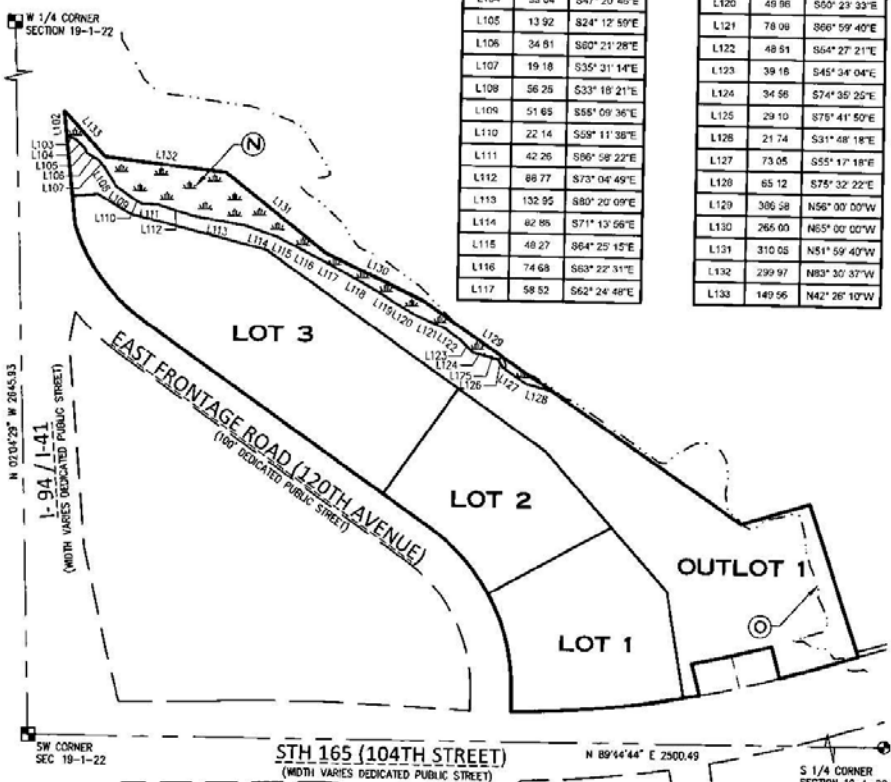 L105 13 92 S24° 12' 59"E
L106 34 81 S60° 21' 28"E
L107 19 18 S35° 31' 14"E
L108 56 25 S33° 18' 21"E
L109 51 65 S55° 09' 36"E
L110 22 14 S59° 11' 38"E
L111 42 26 S66° 58' 22"E
L112 88 77 S73° 04' 49"E
L113 132 95 S80° 20' 09"E
L114 82 86 S71° 13' 56"E
L115 48 27 S64° 25' 15"E
L116 74 68 S63° 22' 31"E
L117 58 52 S62° 24' 48"E
L120 49 86 S60° 23' 33"E
L121 78 09 S66° 59' 40"E
L122 48 51 S54° 27' 21"E
L123 39 16 S45° 34' 04"E
L124 34 56 S74° 35' 25"E
L125 29 10 S75° 41' 50"E
L126 21 74 S31° 48' 18"E
L127 73 05 S55° 17' 18"E
L128 65 12 S75° 32' 22"E
L129 386 58 N56° 00' 00"W
L130 265 00 N65° 00' 00"W
L131 310 05 N51° 59' 40"W
L132 299 97 N83° 30' 37"W
L133 149 56 N42° 26' 10"W
W 1/4 CORNER
SECTION 19-1-22
L102
L133
L103
L104
L105
L106
L107
L132
N
L108
L109
L110
L111
L112
L113
L131
L114
L115
L116
L117
L118
L130
L119
L120
L121
L122
L129
L123
L124
L125
L126
L127
L128
LOT 3
EAST FRONTAGE ROAD (120TH AVENUE)
(100' DEDICATED PUBLIC STREET)
N 02°04'29" W 2645.93
I-94/I-41
(WIDTH VARIES DEDICATED PUBLIC STREET)
LOT 2
OUTLOT 1
O
LOT 1
SW CORNER
SEC 19-1-22
STH 165 (104TH STREET)
(WIDTH VARIES DEDICATED PUBLIC STREET)
N 89°44'44" E 2500.49
S 1/4 CORNER